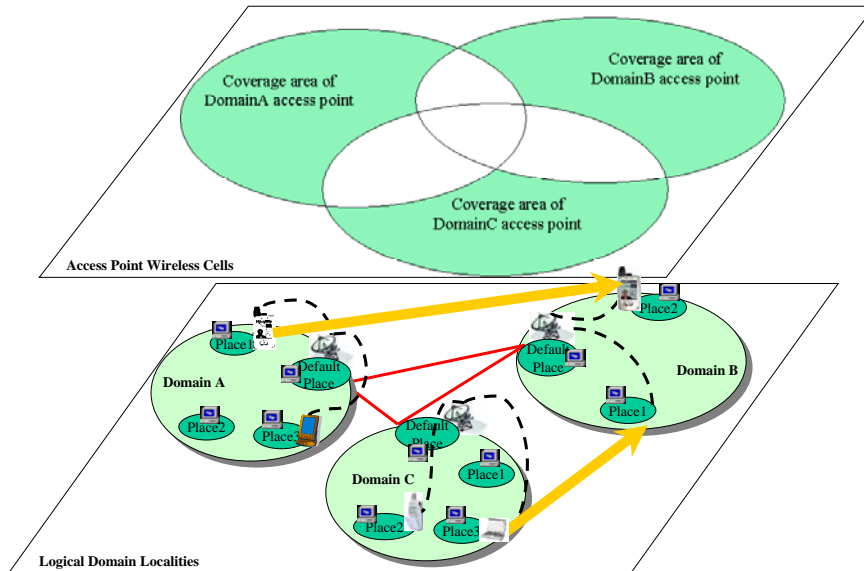 Coverage area of
DomainA access point
Coverage area of
DomainB access point
Coverage area of
DomainC access point
Access Point Wireless Cells
Place1
Default
Place
Domain A
Place2
Place3
Place2
Default
Place
Domain B
Place1
Default
Place
Place1
Domain C
Place2
Place3
Logical Domain Localities